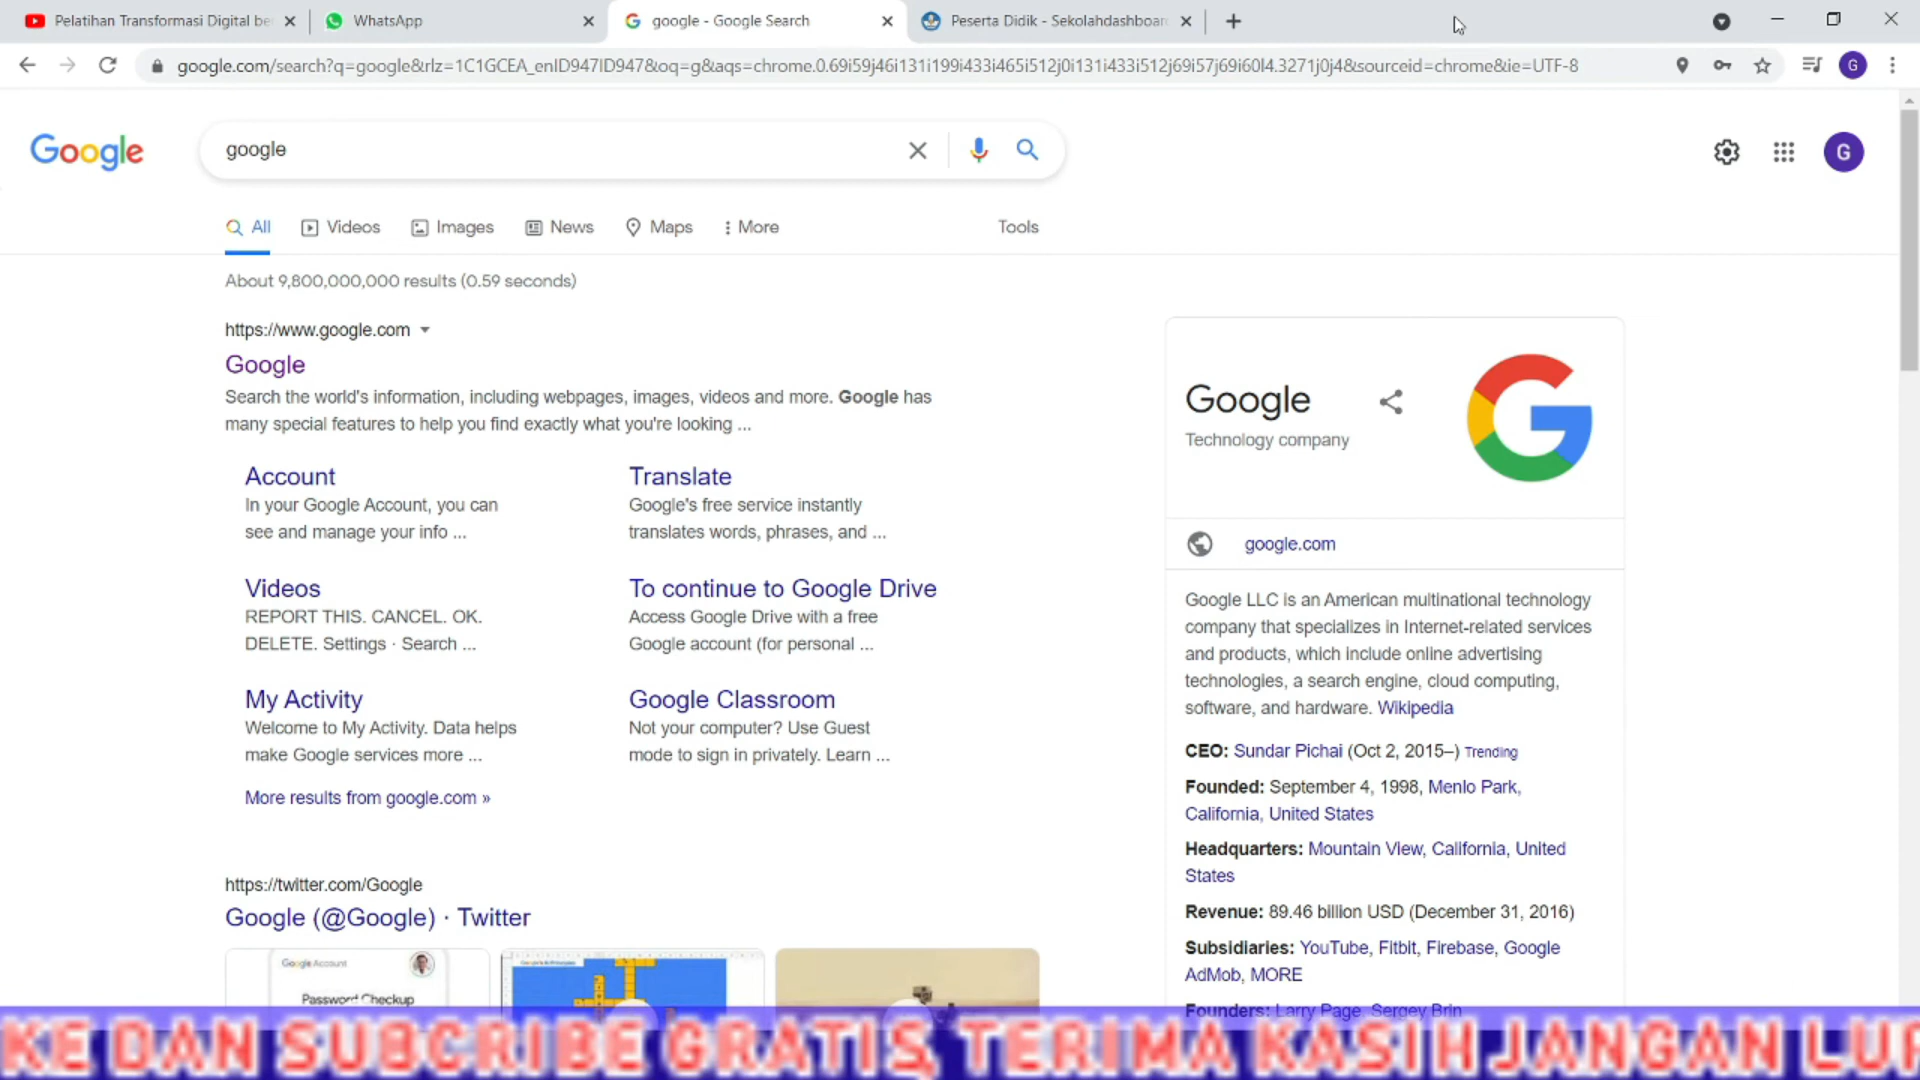 Pelatihan Transformasi Digital be
WhatsApp
google - Google Search
Peserta Didik - Sekolahdashboar
google.com/search?q=google&rlz=1C1GCEA_enID947ID947&oq=g&aqs=chrome.0.69i59j46i131i199i433i465i512j0i131i433i512j69i57j69i60l4.3271j0j4&sourceid=chrome&ie=UTF-8
G
Google
google
G
All
Videos
Images
News
Maps
More
Tools
About 9,800,000,000 results (0.59 seconds)
https://www.google.com
Google
Search the world's information, including webpages, images, videos and more. Google has
many special features to help you find exactly what you're looking ...
Account
In your Google Account, you can
see and manage your info ...
Translate
Google's free service instantly
translates words, phrases, and ...
Videos
REPORT THIS. CANCEL. OK.
DELETE. Settings · Search ...
To continue to Google Drive
Access Google Drive with a free
Google account (for personal ...
My Activity
Welcome to My Activity. Data helps
make Google services more ...
Google Classroom
Not your computer? Use Guest
mode to sign in privately. Learn ...
More results from google.com »
https://twitter.com/Google
Google (@Google) · Twitter
Google Account
Password Checkup
Google
Technology company
google.com
Google LLC is an American multinational technology
company that specializes in Internet-related services
and products, which include online advertising
technologies, a search engine, cloud computing,
software, and hardware. Wikipedia
CEO: Sundar Pichai (Oct 2, 2015–) Trending
Founded: September 4, 1998, Menlo Park,
California, United States
Headquarters: Mountain View, California, United
States
Revenue: 89.46 billion USD (December 31, 2016)
Subsidiaries: YouTube, Fitbit, Firebase, Google
AdMob, MORE
Founders: Larry Page, Sergey Brin
KE DAN SUBCRIBE GRATIS, TERIMA KASIH JANGAN LUP